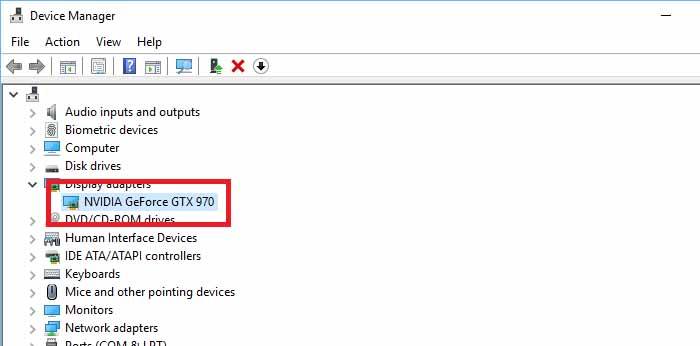 Device Manager
File Action View Help
Audio inputs and outputs
Biometric devices
Computer
Disk drives
Display adapters
NVIDIA GeForce GTX 970
DVD/CD-ROM drives
Human Interface Devices
IDE ATA/ATAPI controllers
Keyboards
Mice and other pointing devices
Monitors
Network adapters
Ports (COM & LPT)